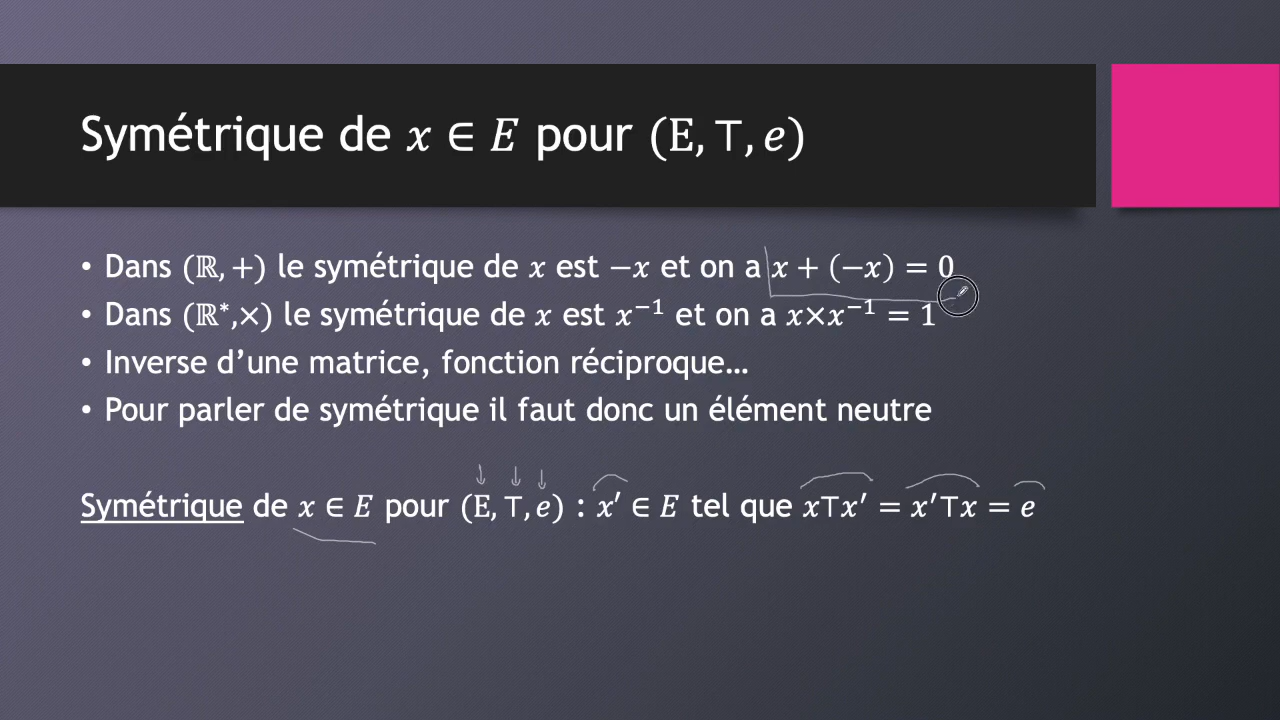 Symétrique de x ∈ E pour (E, ⊤, e)
• Dans (ℝ, +) le symétrique de x est −x et on a x + (−x) = 0
• Dans (ℝ*,×) le symétrique de x est x⁻¹ et on a x×x⁻¹ = 1
• Inverse d’une matrice, fonction réciproque…
• Pour parler de symétrique il faut donc un élément neutre
Symétrique de x ∈ E pour (E, ⊤, e) : x′ ∈ E tel que x⊤x′ = x′⊤x = e